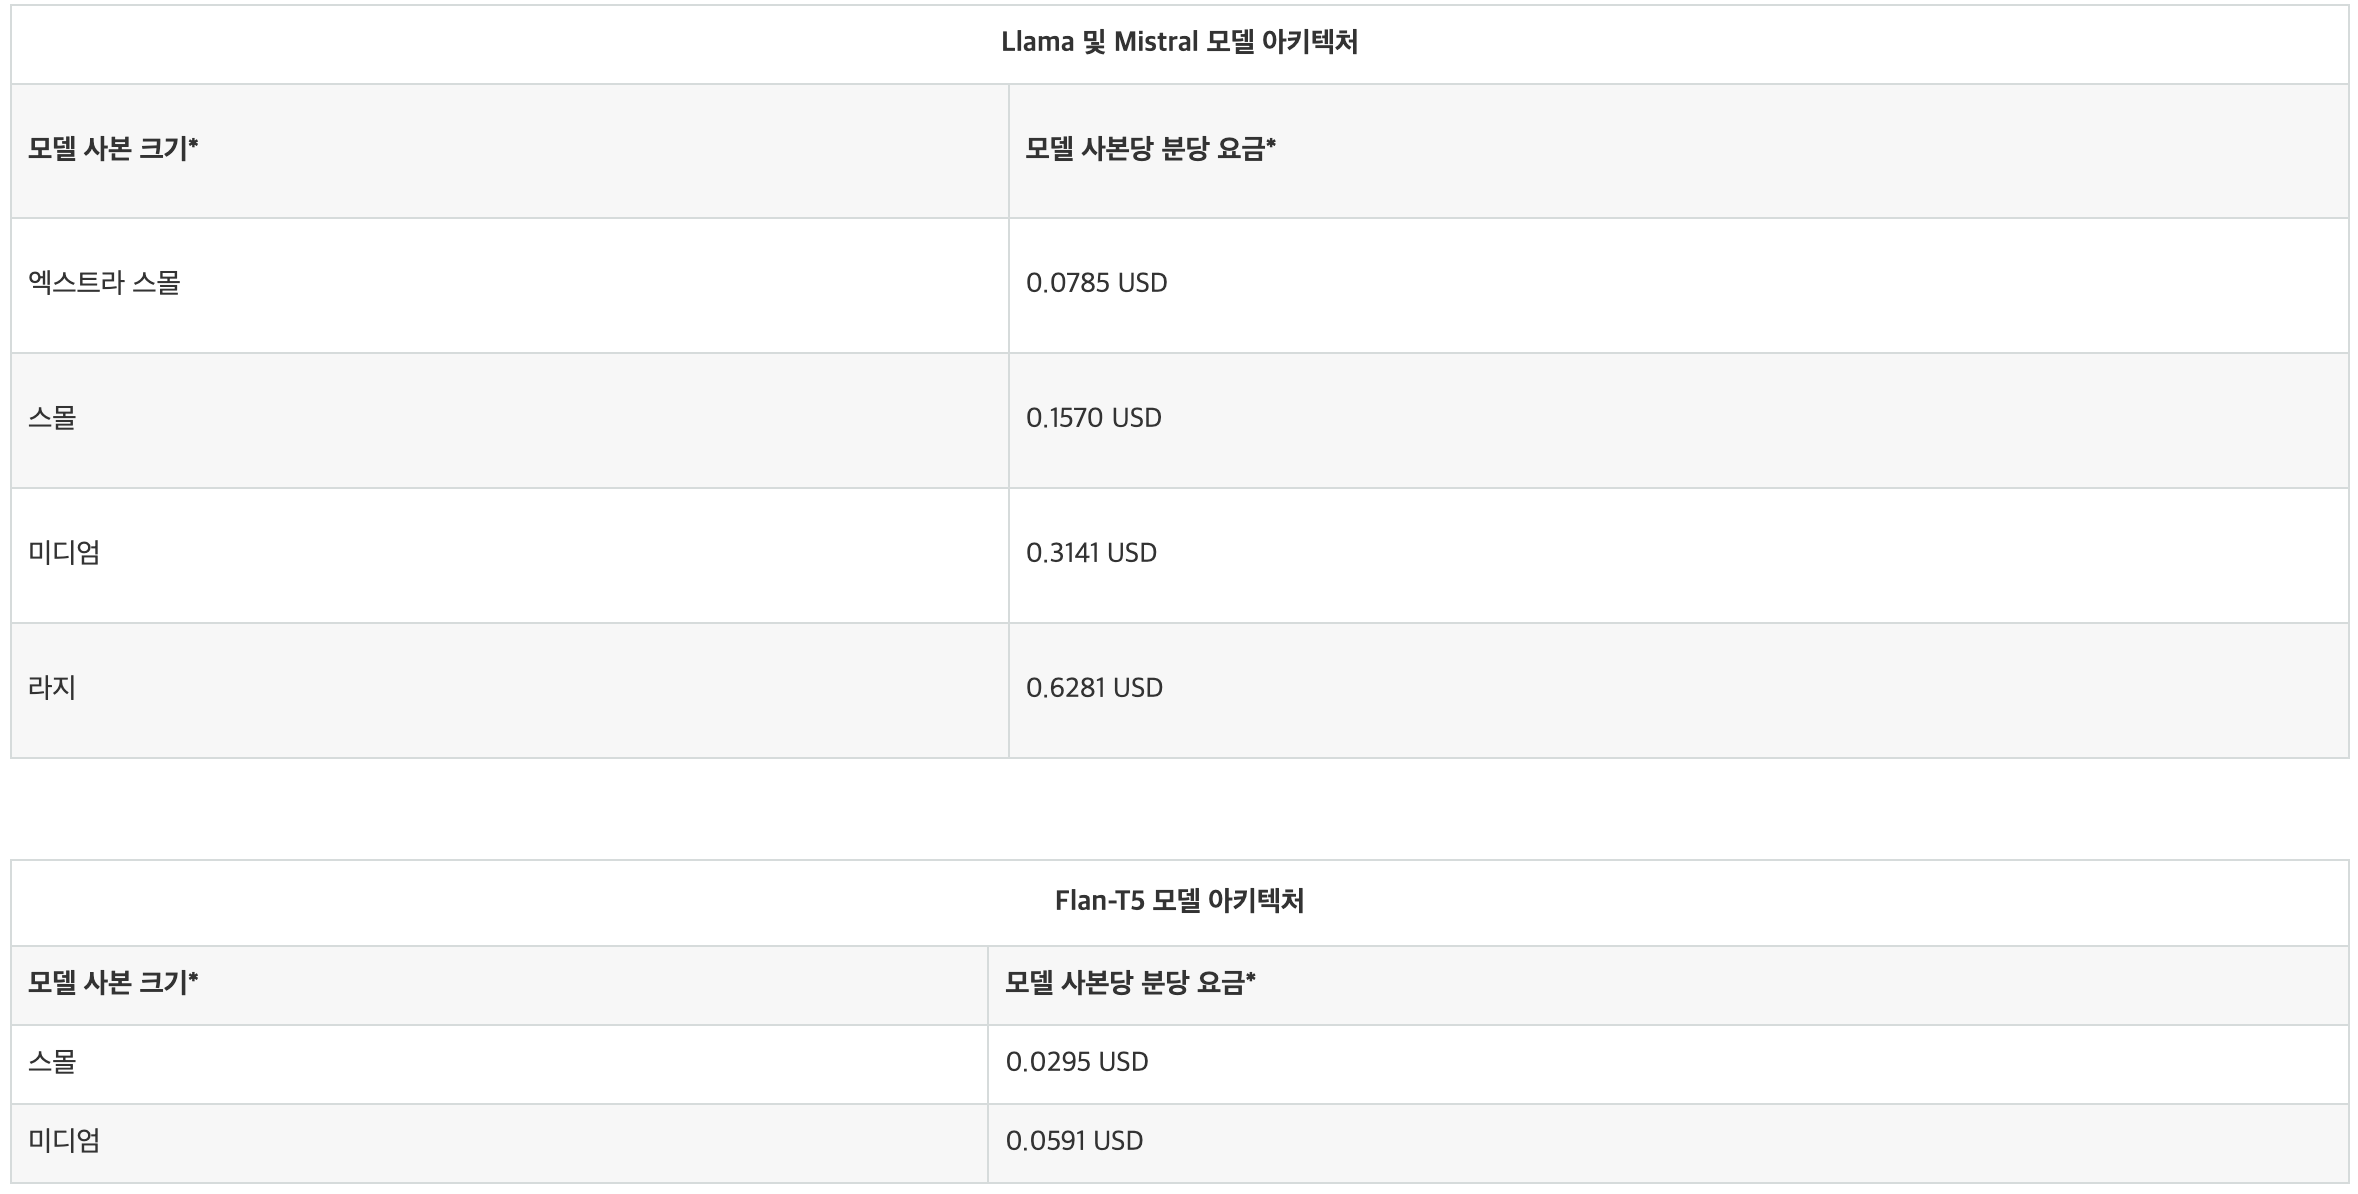 Llama 및 Mistral 모델 아키텍처
모델 사본 크기* 모델 사본당 분당 요금*
엑스트라 스몰 0.0785 USD
스몰 0.1570 USD
미디엄 0.3141 USD
라지 0.6281 USD
Flan-T5 모델 아키텍처
모델 사본 크기* 모델 사본당 분당 요금*
스몰 0.0295 USD
미디엄 0.0591 USD